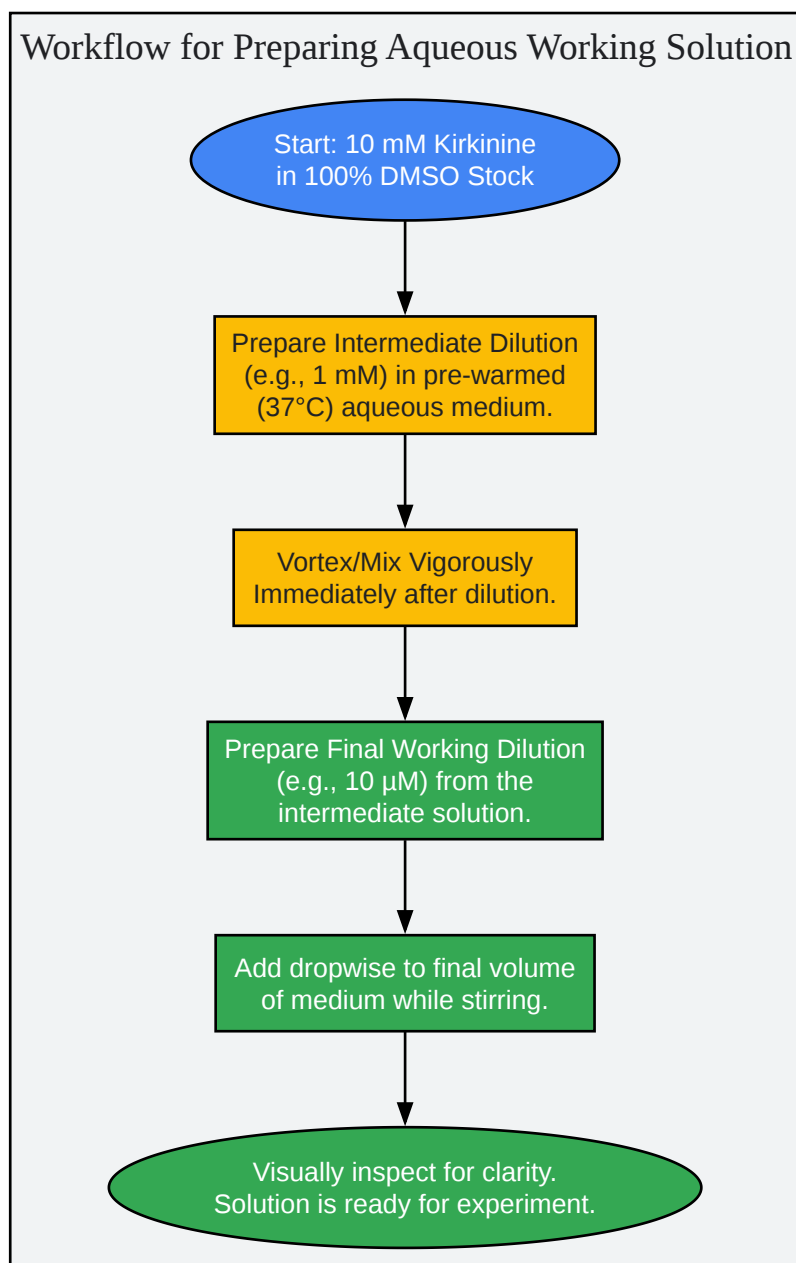 Workflow for Preparing Aqueous Working Solution
Start: 10 mM Kirkinine
in 100% DMSO Stock
Prepare Intermediate Dilution
(e.g., 1 mM) in pre-warmed
(37°C) aqueous medium.
Vortex/Mix Vigorously
Immediately after dilution.
Prepare Final Working Dilution
(e.g., 10 µM) from the
intermediate solution.
Add dropwise to final volume
of medium while stirring.
Visually inspect for clarity.
Solution is ready for experiment.